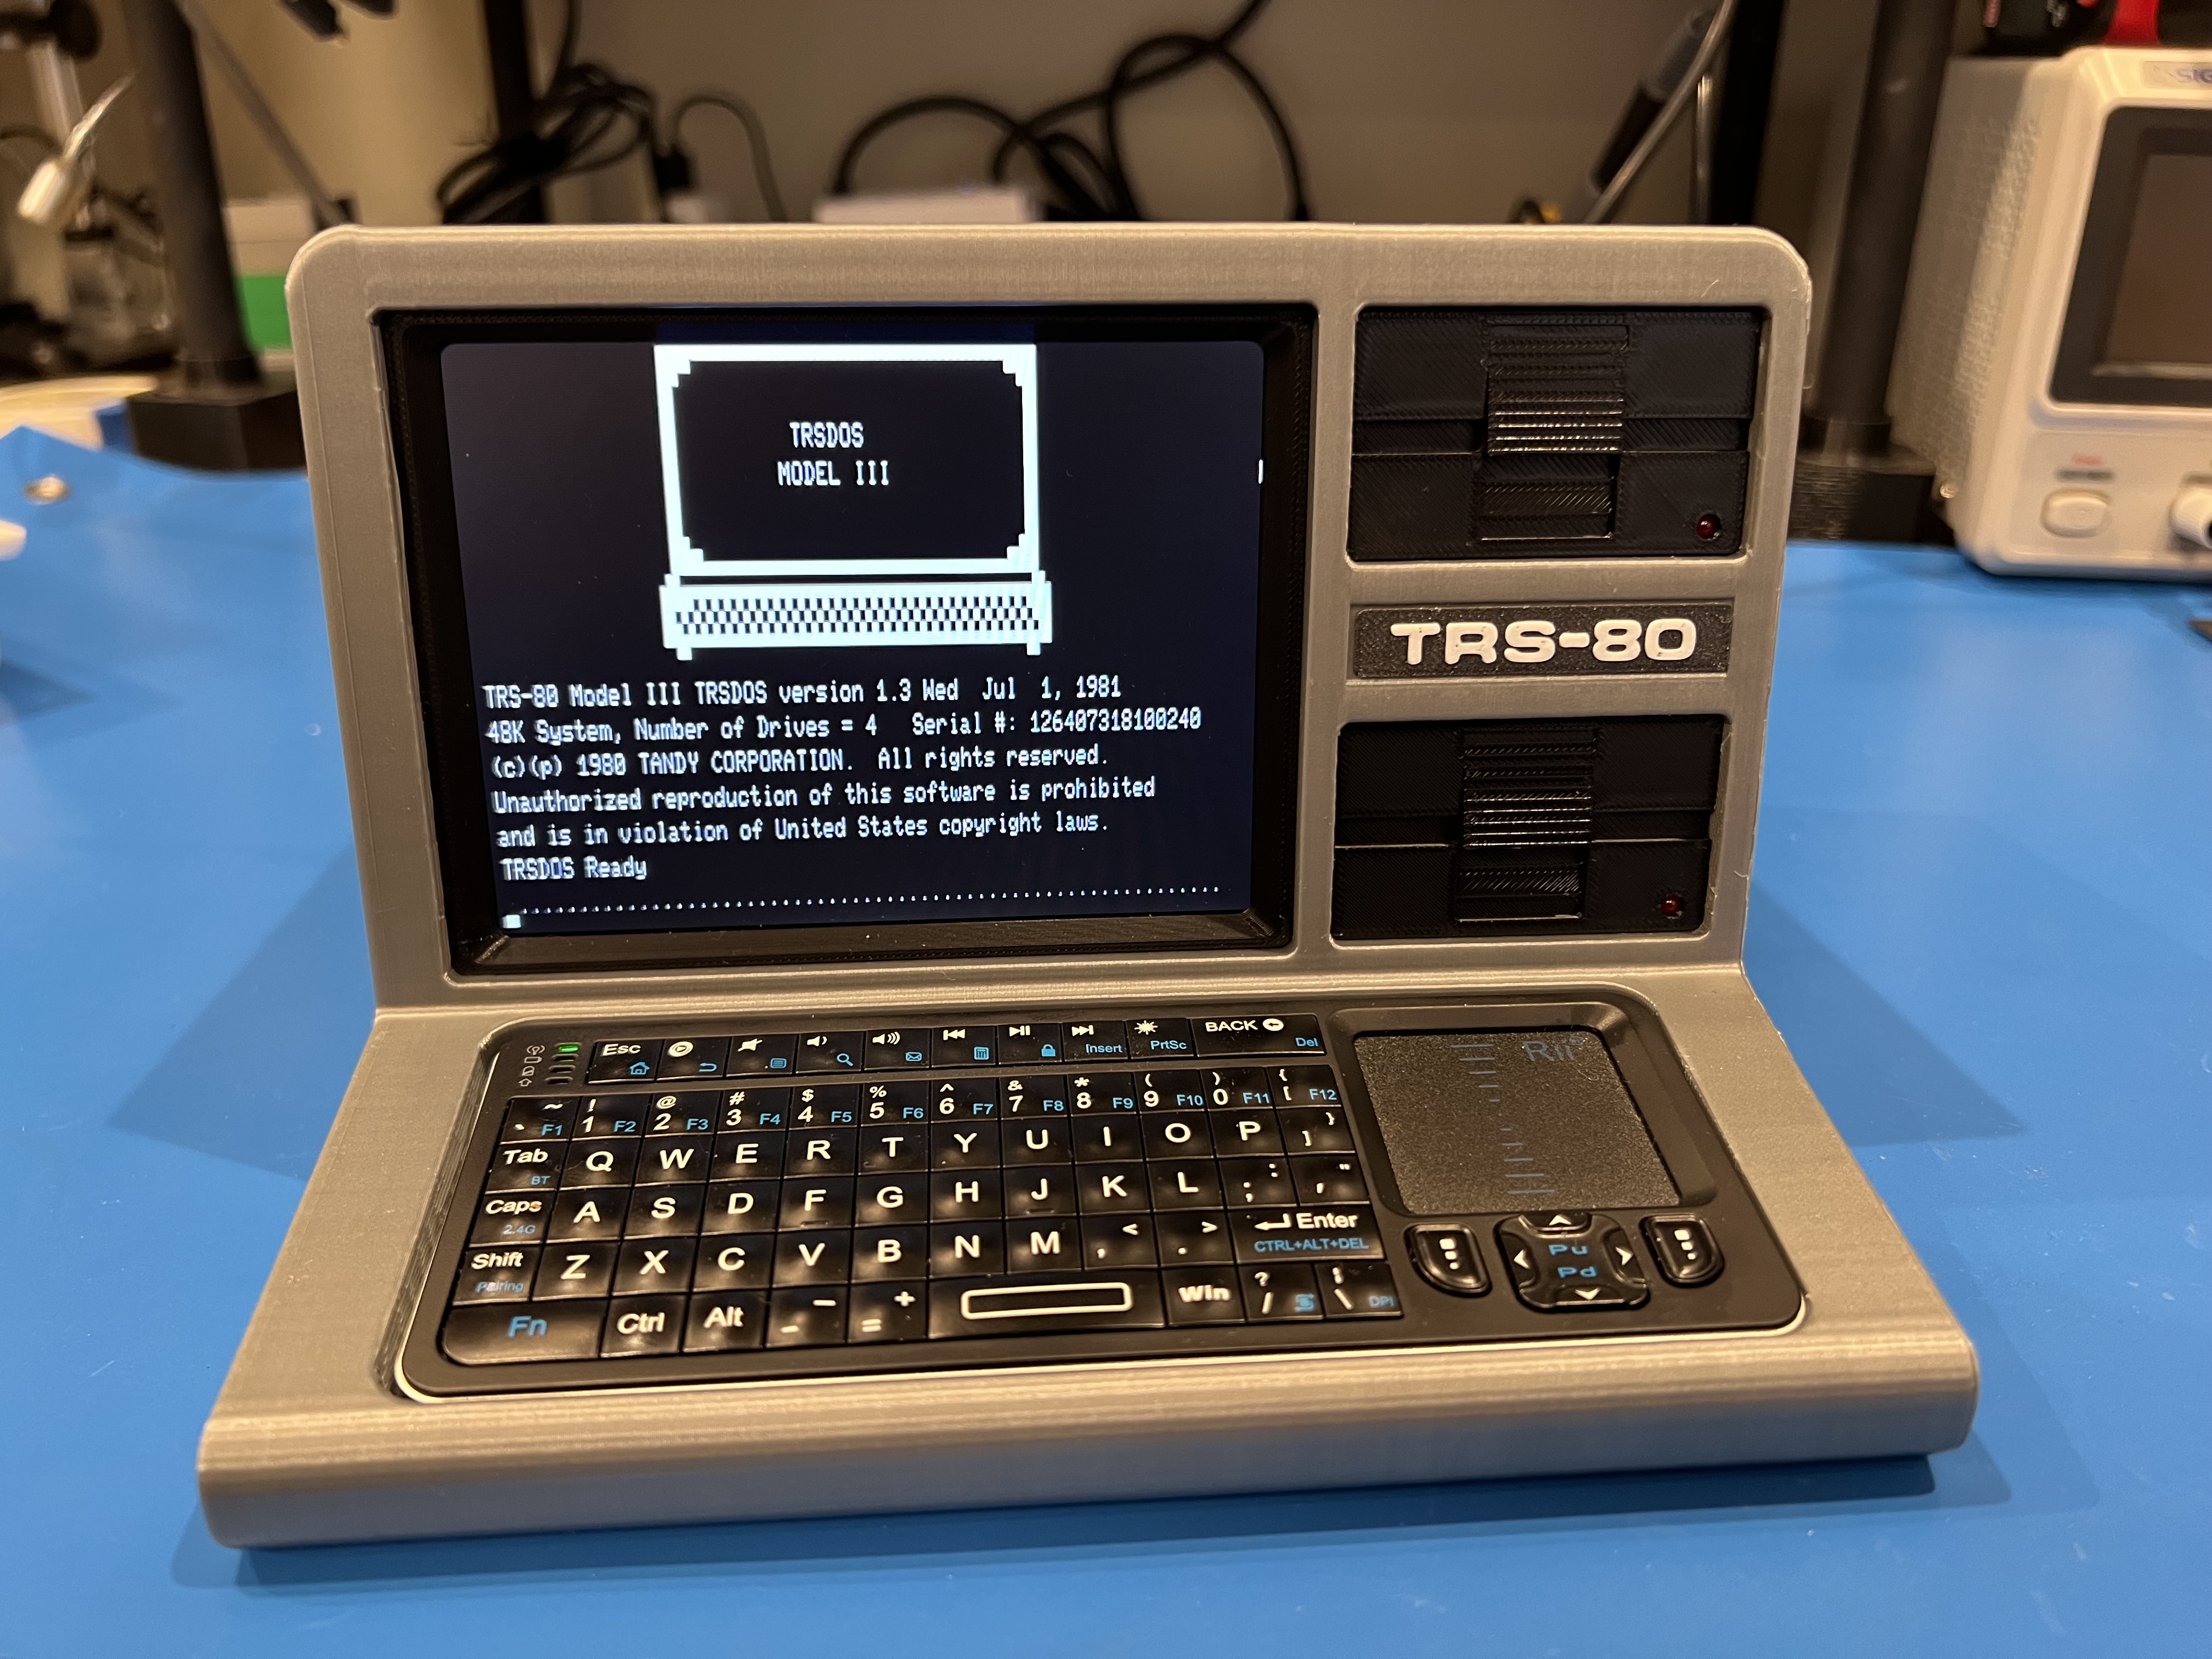 SIG
TRSDOS
MODEL III
TRS-80 Model III TRSDOS version 1.3 Wed  Jul  1, 1981
48K System, Number of Drives = 4   Serial #: 126407318100240
(c)(p) 1980 TANDY CORPORATION.  All rights reserved.
Unauthorized reproduction of this software is prohibited
and is in violation of United States copyright laws.
TRSDOS Ready
TRS-80
Esc Insert PrtSc BACK Del
~ ` F1 ! 1 F2 @ 2 F3 # 3 F4 $ 4 F5 % 5 F6 ^ 6 F7 & 7 F8 * 8 F9 ( 9 F10 ) 0 F11 { [ F12
Tab BT Q W E R T Y U I O P } ]
Caps 2.4G A S D F G H J K L : ; " '
Shift Pairing Z X C V B N M < , > . Enter CTRL+ALT+DEL
Fn Ctrl Alt _ - + = Win ? / | \ DPI
Rii
Pu
Pd